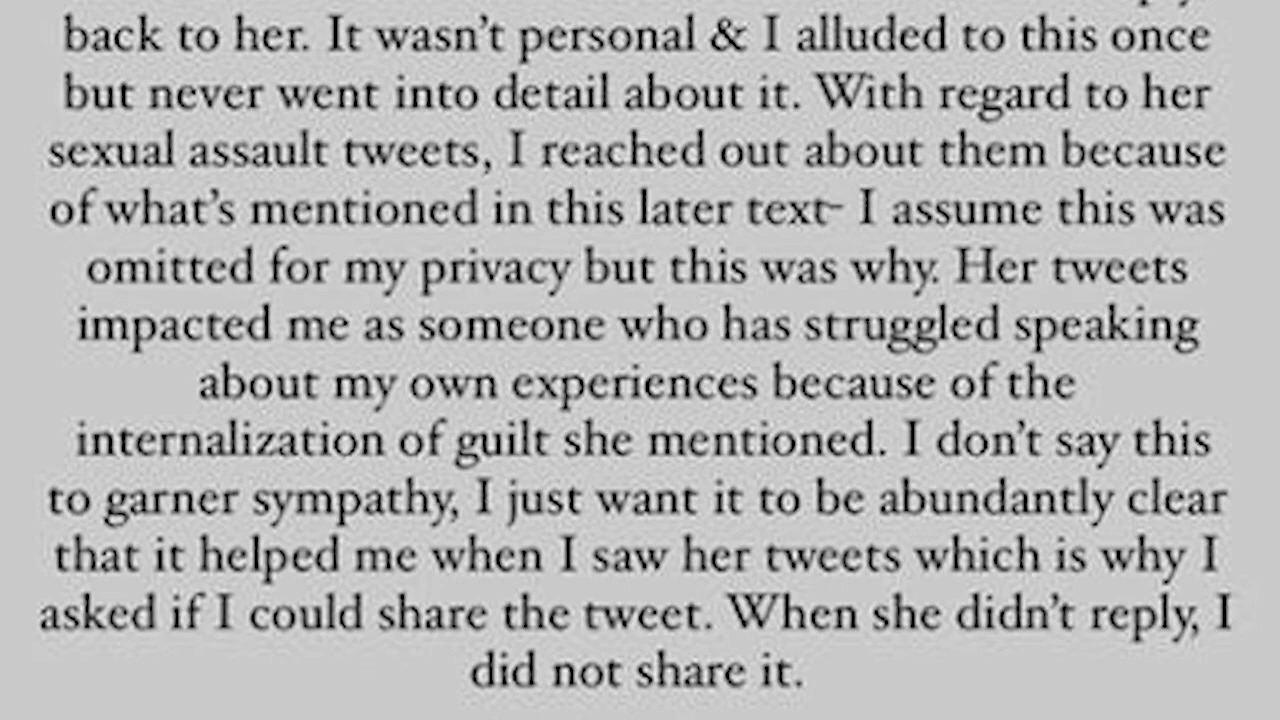 back to her. It wasn't personal & I alluded to this once
but never went into detail about it. With regard to her
sexual assault tweets, I reached out about them because
of what's mentioned in this later text- I assume this was
omitted for my privacy but this was why. Her tweets
impacted me as someone who has struggled speaking
about my own experiences because of the
internalization of guilt she mentioned. I don't say this
to garner sympathy, I just want it to be abundantly clear
that it helped me when I saw her tweets which is why I
asked if I could share the tweet. When she didn't reply, I
did not share it.